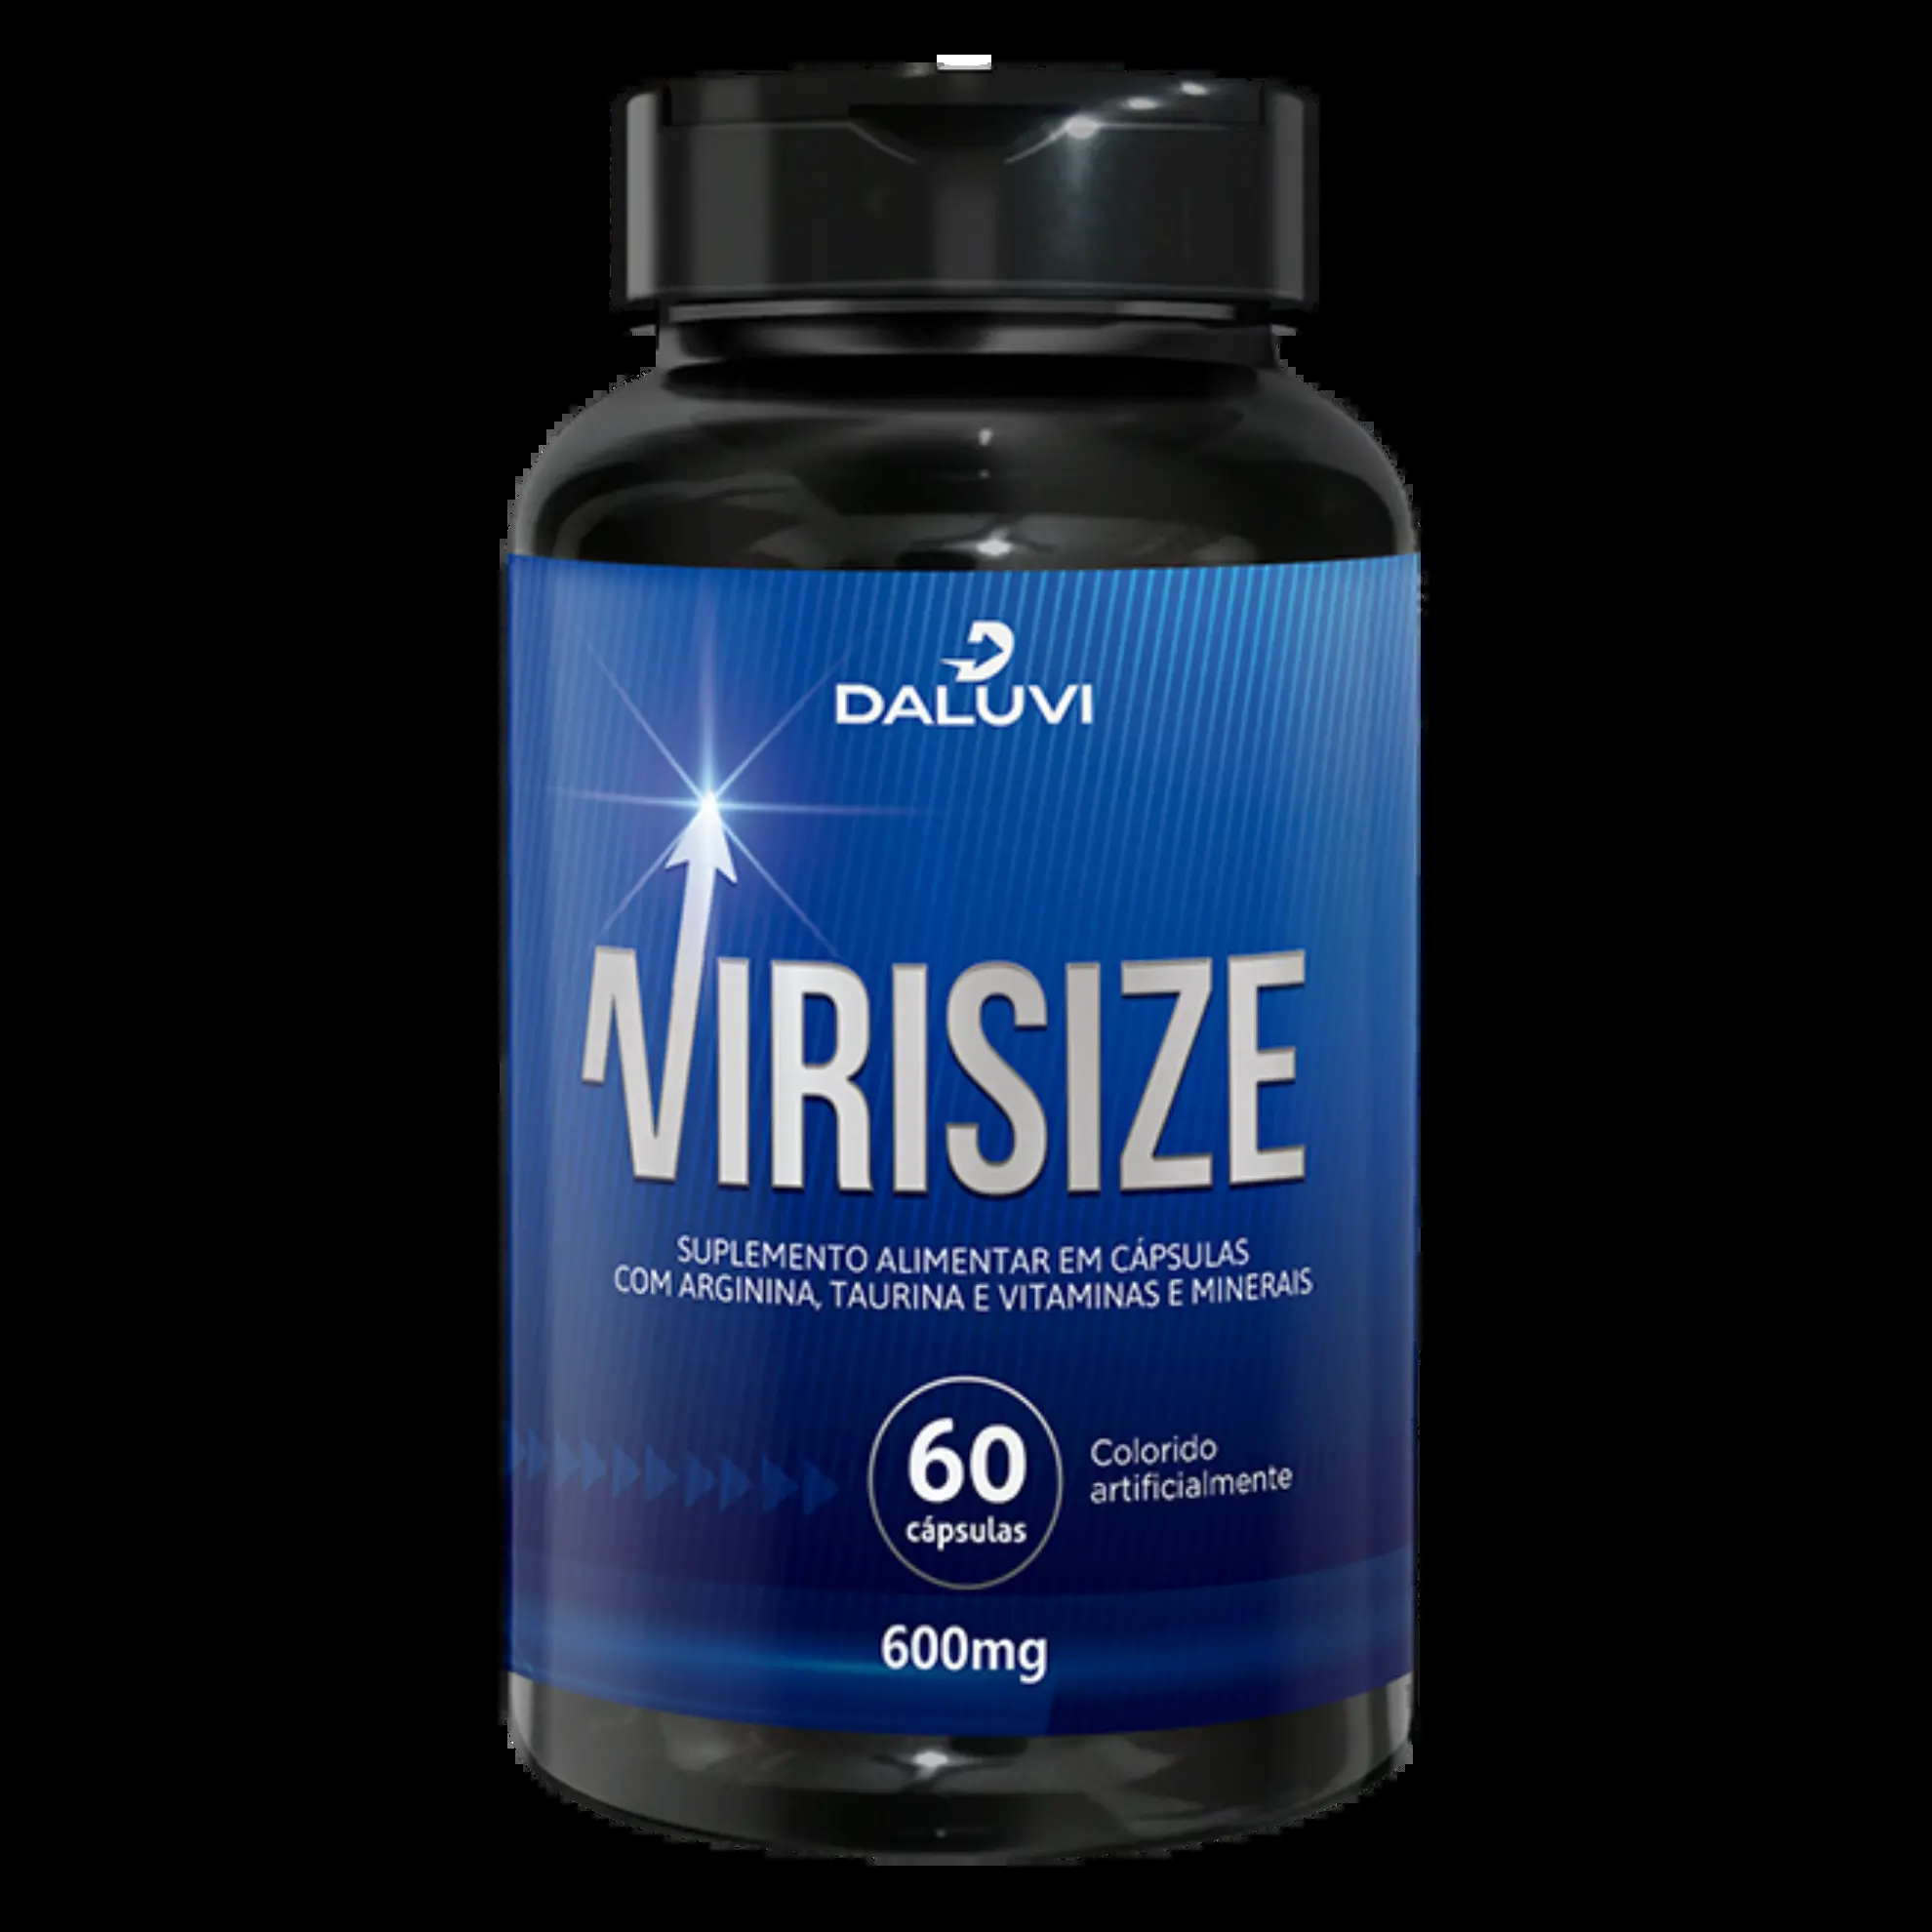 DALUVI
VIRISIZE
SUPLEMENTO ALIMENTAR EM CÁPSULAS
COM ARGININA, TAURINA E VITAMINAS E MINERAIS
60
cápsulas
Colorido
artificialmente
600mg